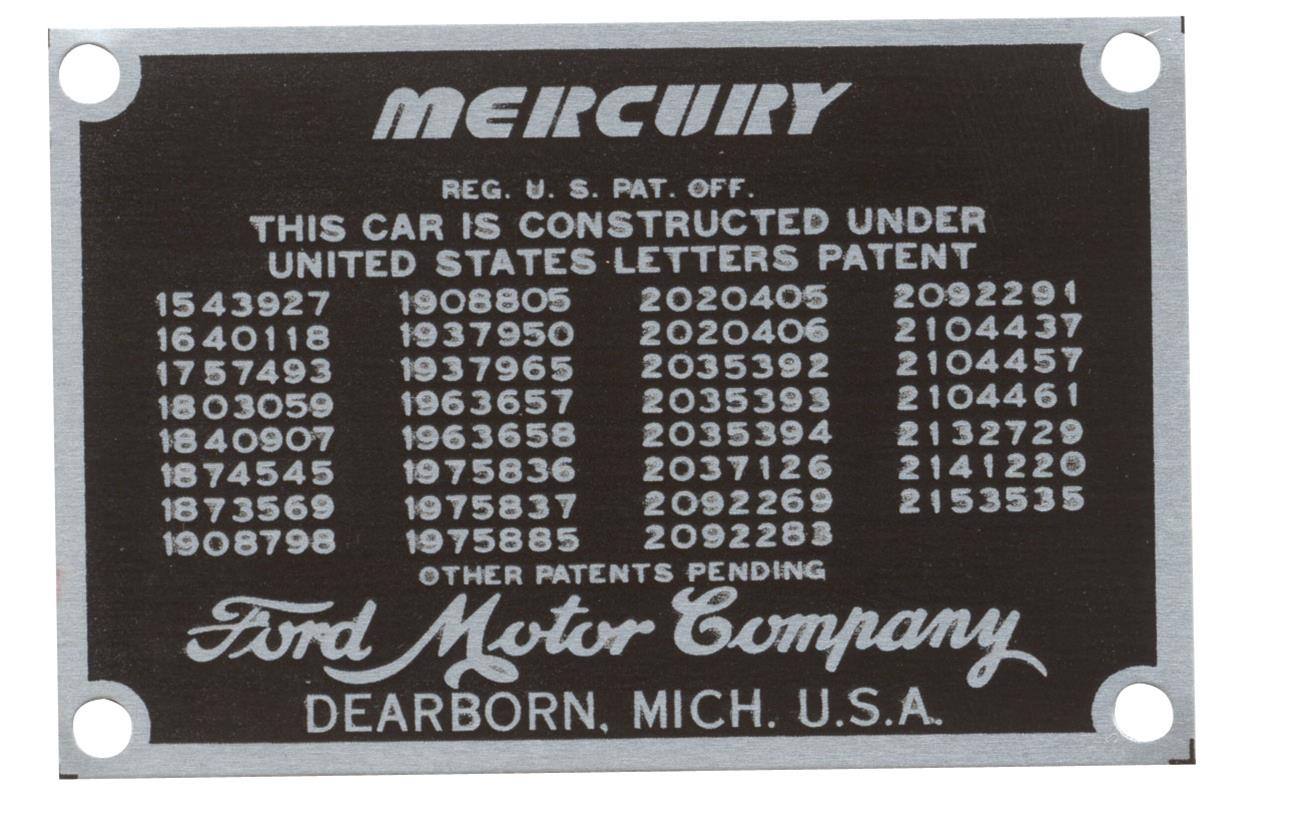 MERCURY
REG. U. S. PAT. OFF.
THIS CAR IS CONSTRUCTED UNDER
UNITED STATES LETTERS PATENT
1543927 1908805 2020405 2092291
1640118 1937950 2020406 2104437
1757493 1937965 2035392 2104457
1803059 1963657 2035393 2104461
1840907 1963658 2035394 2132729
1874545 1975836 2037126 2141220
1873569 1975837 2092269 2153535
1908798 1975885 2092283
OTHER PATENTS PENDING
Ford Motor Company
DEARBORN, MICH. U.S.A.